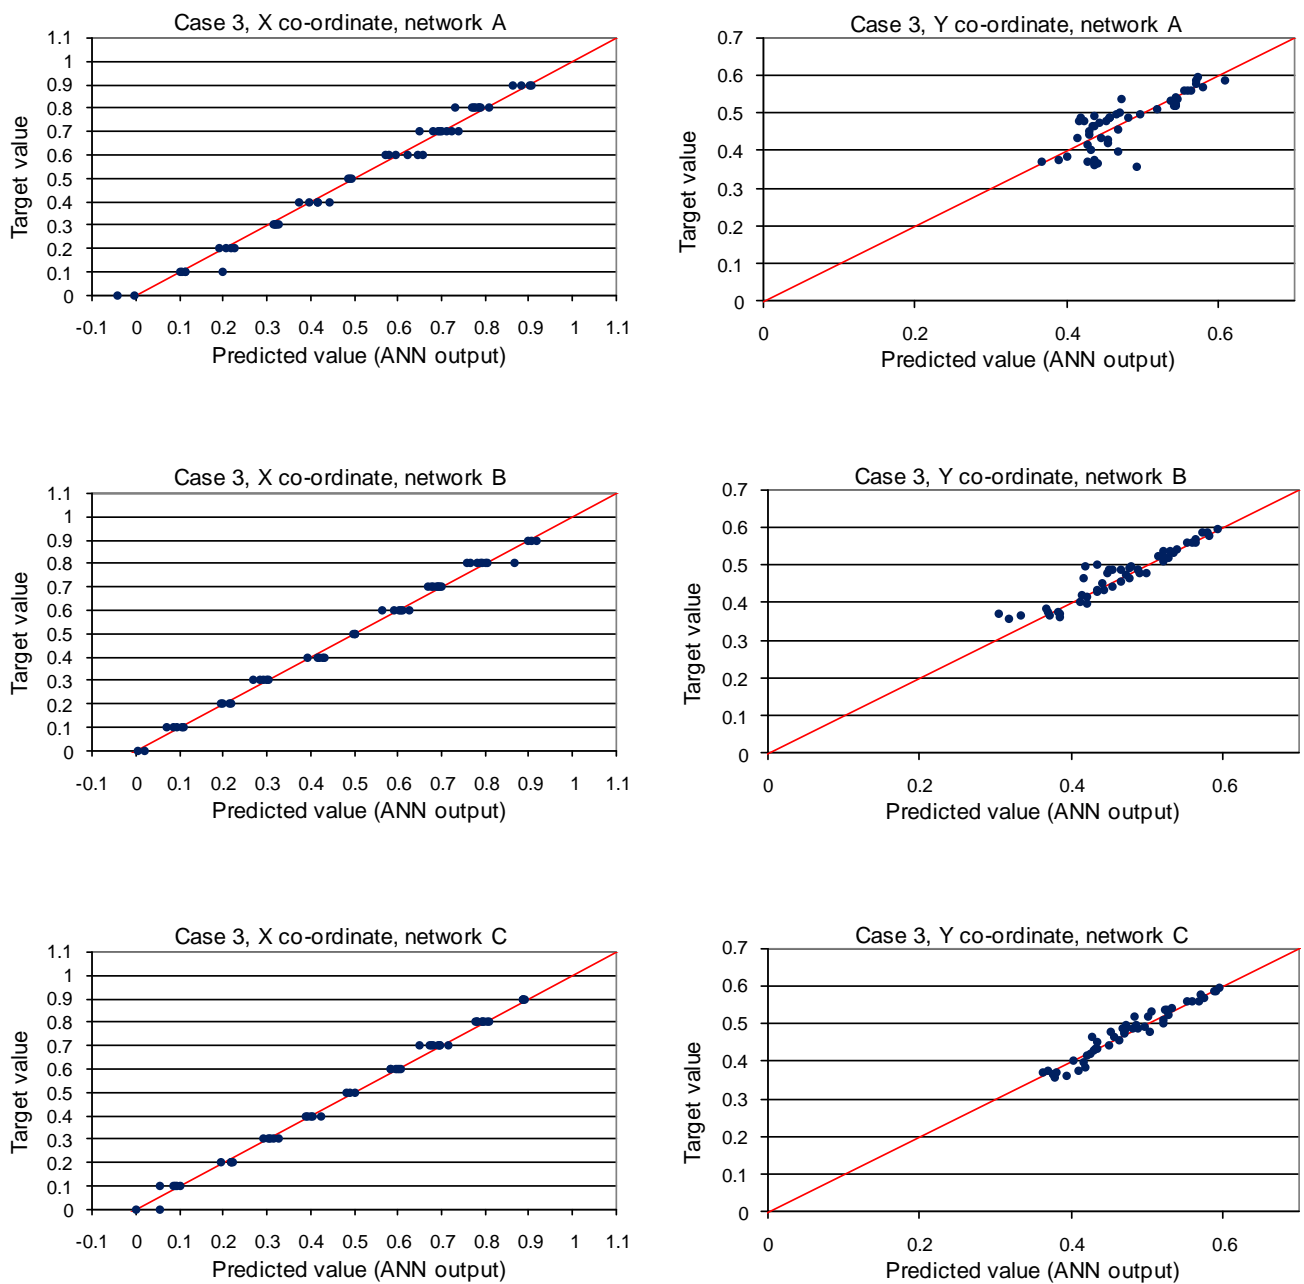 Case 3, X co-ordinate, network A
1.1
1
0.9
0.8
0.7
0.6
0.5
0.4
0.3
0.2
0.1
0
Target value
-0.1 0 0.1 0.2 0.3 0.4 0.5 0.6 0.7 0.8 0.9 1 1.1
Predicted value (ANN output)
Case 3, Y co-ordinate, network A
0.7
0.6
0.5
0.4
0.3
0.2
0.1
0
Target value
0 0.2 0.4 0.6
Predicted value (ANN output)
Case 3, X co-ordinate, network B
1.1
1
0.9
0.8
0.7
0.6
0.5
0.4
0.3
0.2
0.1
0
Target value
-0.1 0 0.1 0.2 0.3 0.4 0.5 0.6 0.7 0.8 0.9 1 1.1
Predicted value (ANN output)
Case 3, Y co-ordinate, network B
0.7
0.6
0.5
0.4
0.3
0.2
0.1
0
Target value
0 0.2 0.4 0.6
Predicted value (ANN output)
Case 3, X co-ordinate, network C
1.1
1
0.9
0.8
0.7
0.6
0.5
0.4
0.3
0.2
0.1
0
Target value
-0.1 0 0.1 0.2 0.3 0.4 0.5 0.6 0.7 0.8 0.9 1 1.1
Predicted value (ANN output)
Case 3, Y co-ordinate, network C
0.7
0.6
0.5
0.4
0.3
0.2
0.1
0
Target value
0 0.2 0.4 0.6
Predicted value (ANN output)